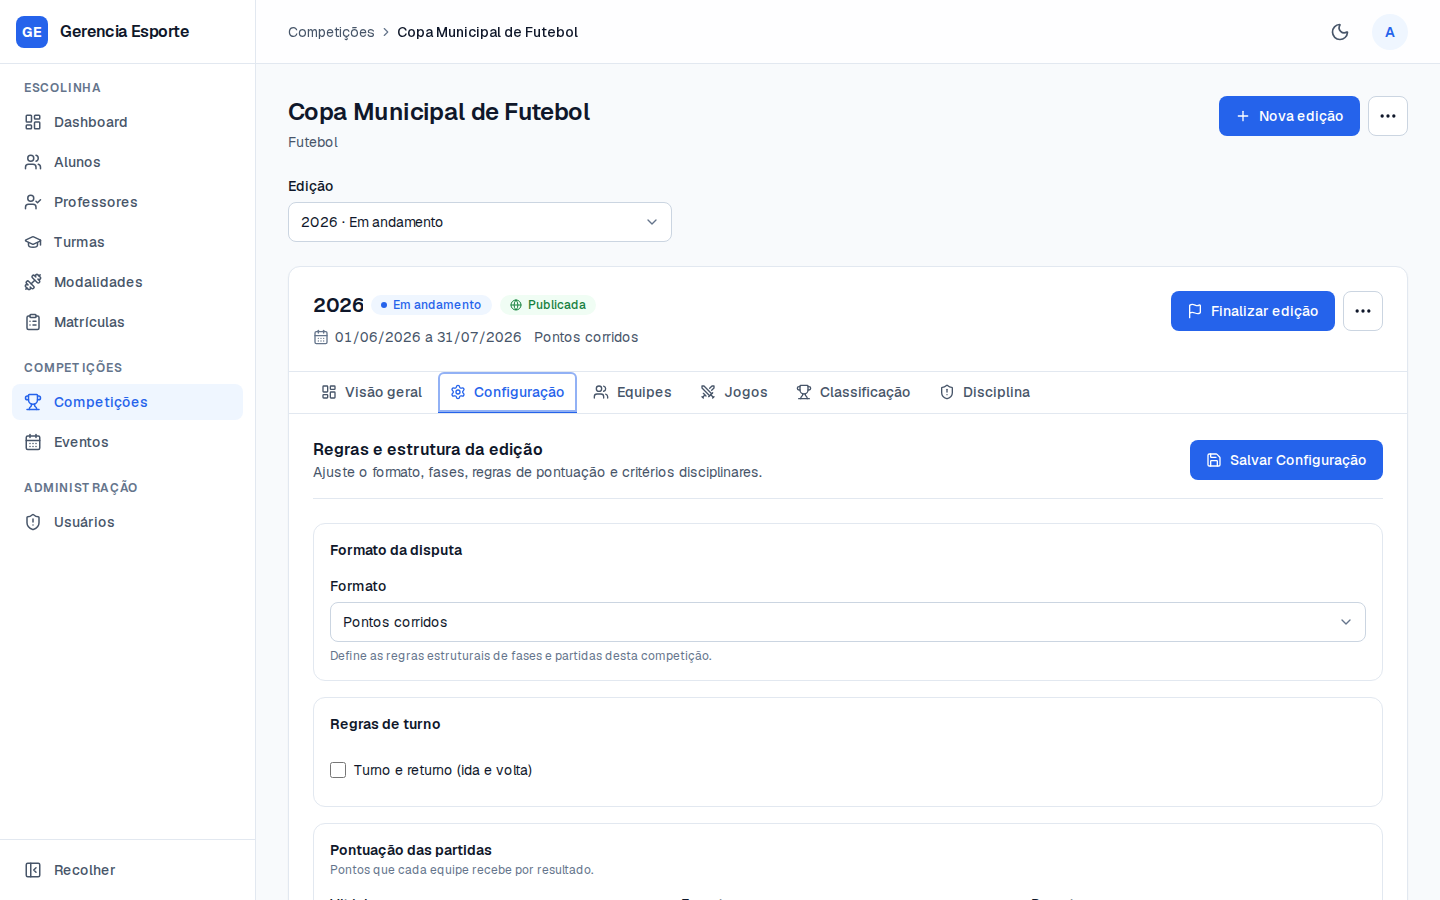 GE
Gerencia Esporte
Competições
Copa Municipal de Futebol
A
ESCOLINHA
Dashboard
Alunos
Professores
Turmas
Modalidades
Matrículas
COMPETIÇÕES
Competições
Eventos
ADMINISTRAÇÃO
Usuários
Recolher
Copa Municipal de Futebol
Futebol
Nova edição
Edição
2026 · Em andamento
2026
Em andamento
Publicada
01/06/2026 a 31/07/2026 Pontos corridos
Finalizar edição
Visão geral
Configuração
Equipes
Jogos
Classificação
Disciplina
Regras e estrutura da edição
Ajuste o formato, fases, regras de pontuação e critérios disciplinares.
Salvar Configuração
Formato da disputa
Formato
Pontos corridos
Define as regras estruturais de fases e partidas desta competição.
Regras de turno
Turno e returno (ida e volta)
Pontuação das partidas
Pontos que cada equipe recebe por resultado.